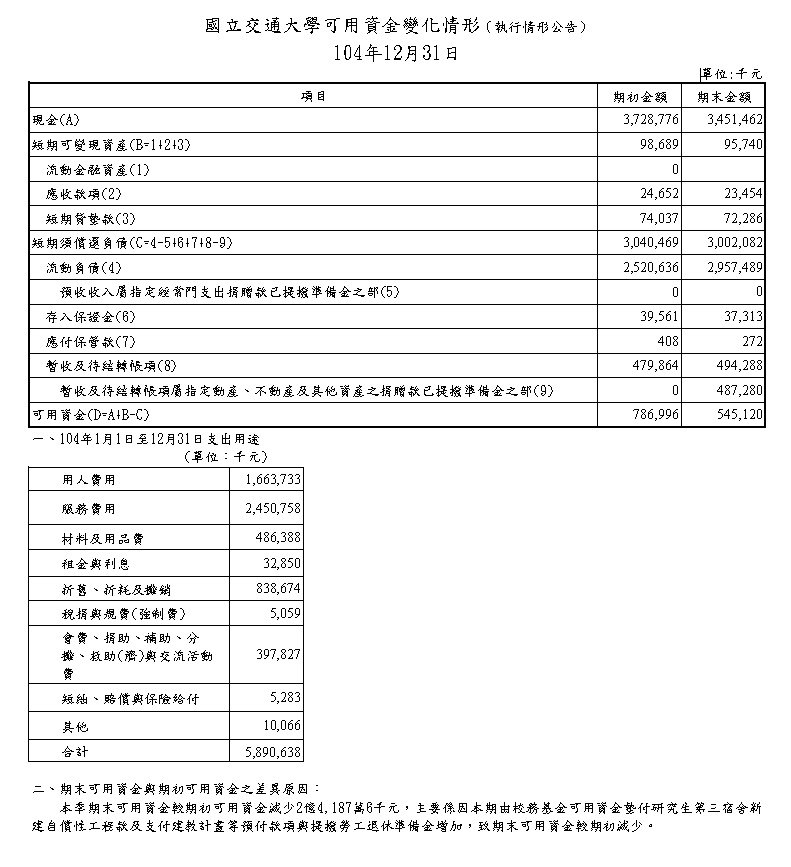 國立交通大學可用資金變化情形(執行情形公告)
104年12月31日
單位:千元
項目 期初金額 期末金額
現金(A) 3,728,776 3,451,462
短期可變現資產(B=1+2+3) 98,689 95,740
流動金融資產(1) 0
應收款項(2) 24,652 23,454
短期貸墊款(3) 74,037 72,286
短期須償還負債(C=4-5+6+7+8-9) 3,040,469 3,002,082
流動負債(4) 2,520,636 2,957,489
預收收入屬指定經常門支出捐贈款已提撥準備金之部(5) 0 0
存入保證金(6) 39,561 37,313
應付保管款(7) 408 272
暫收及待結轉帳項(8) 479,864 494,288
暫收及待結轉帳項屬指定動產、不動產及其他資產之捐贈款已提撥準備金之部(9) 0 487,280
可用資金(D=A+B-C) 786,996 545,120
一、104年1月1日至12月31日支出用途
(單位：千元)
用人費用 1,663,733
服務費用 2,450,758
材料及用品費 486,388
租金與利息 32,850
折舊、折耗及攤銷 838,674
稅捐與規費(強制費) 5,059
會費、捐助、補助、分
攤、救助(濟)與交流活動 397,827
費
短絀、賠償與保險給付 5,283
其他 10,066
合計 5,890,638
二、期末可用資金與期初可用資金之差異原因：
本季期末可用資金較期初可用資金減少2億4,187萬6千元，主要係因本期由校務基金可用資金墊付研究生第三宿舍新
建自償性工程款及支付建教計畫等預付款項與提撥勞工退休準備金增加，致期末可用資金較期初減少。